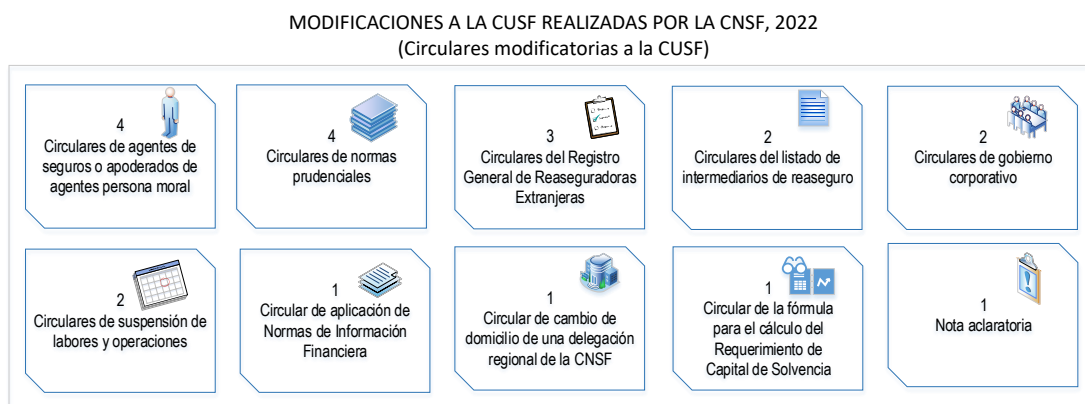 MODIFICACIONES A LA CUSF REALIZADAS POR LA CNSF, 2022
(Circulares modificatorias a la CUSF)
4
Circulares de agentes de
seguros o apoderados de
agentes persona moral
4
Circulares de normas
prudenciales
3
Circulares del Registro
General de Reaseguradoras
Extranjeras
2
Circulares del listado de
intermediarios de reaseguro
2
Circulares de gobierno
corporativo
2
Circulares de suspensión de
labores y operaciones
1
Circular de aplicación de
Normas de Información
Financiera
1
Circular de cambio de
domicilio de una delegación
regional de la CNSF
1
Circular de la fórmula
para el cálculo del
Requerimiento de
Capital de Solvencia
1
Nota aclaratoria